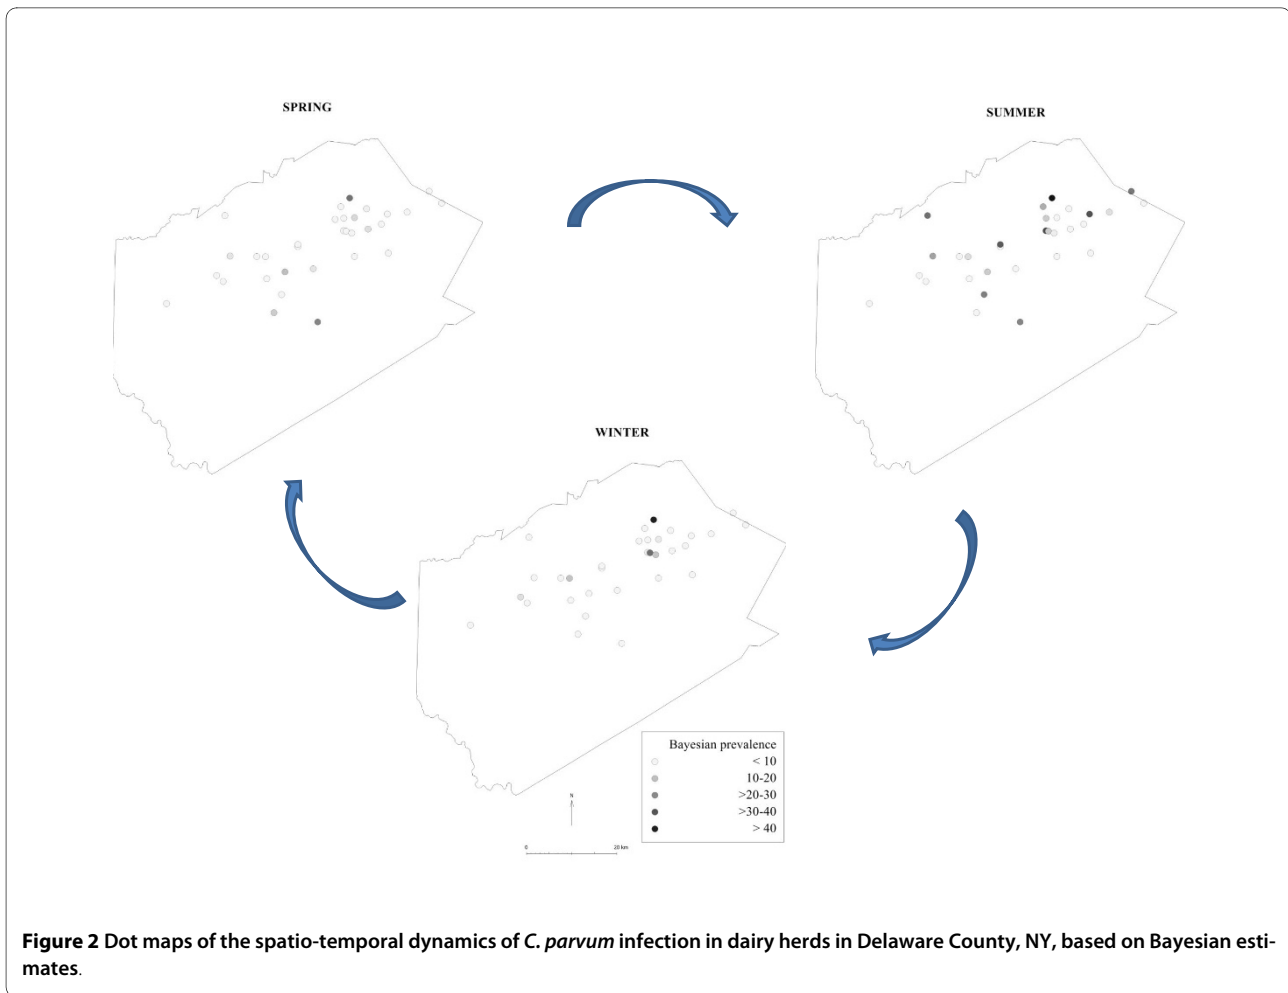 SPRING
SUMMER
WINTER
Bayesian prevalence
< 10
10-20
>20-30
>30-40
> 40
N
0 20 km
Figure 2 Dot maps of the spatio-temporal dynamics of C. parvum infection in dairy herds in Delaware County, NY, based on Bayesian esti-
mates.